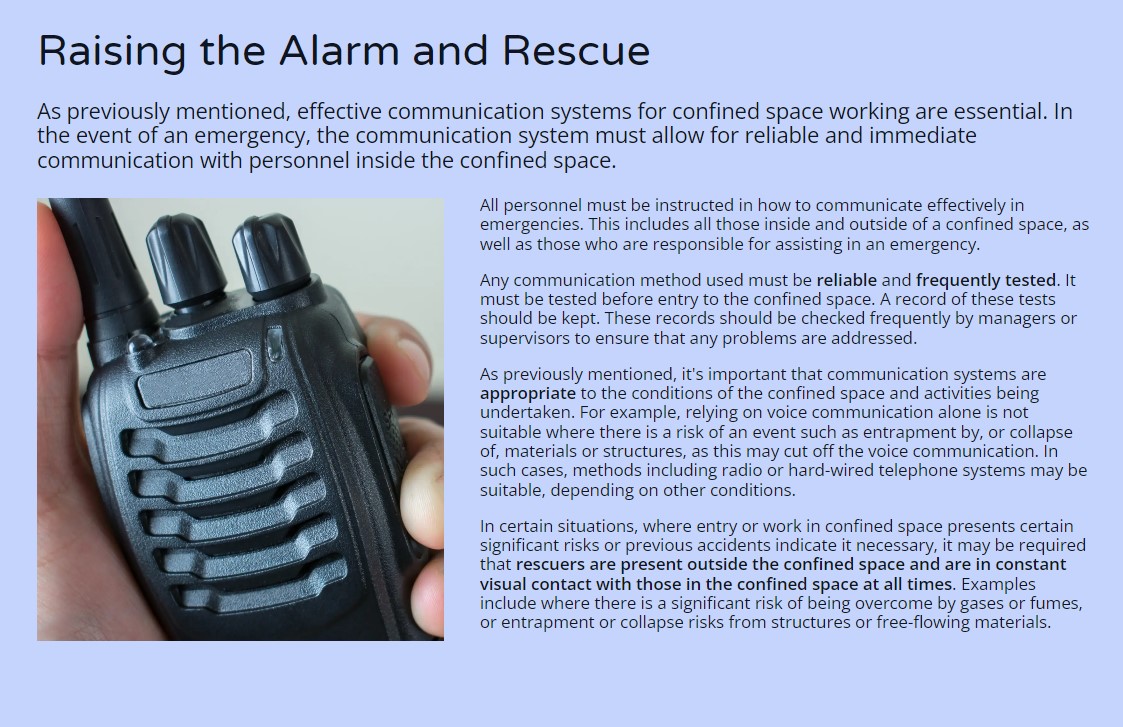 Raising the Alarm and Rescue
As previously mentioned, effective communication systems for confined space working are essential. In
the event of an emergency, the communication system must allow for reliable and immediate
communication with personnel inside the confined space.
All personnel must be instructed in how to communicate effectively in
emergencies. This includes all those inside and outside of a confined space, as
well as those who are responsible for assisting in an emergency.
Any communication method used must be reliable and frequently tested. It
must be tested before entry to the confined space. A record of these tests
should be kept. These records should be checked frequently by managers or
supervisors to ensure that any problems are addressed.
As previously mentioned, it's important that communication systems are
appropriate to the conditions of the confined space and activities being
undertaken. For example, relying on voice communication alone is not
suitable where there is a risk of an event such as entrapment by, or collapse
of, materials or structures, as this may cut off the voice communication. In
such cases, methods including radio or hard-wired telephone systems may be
suitable, depending on other conditions.
In certain situations, where entry or work in confined space presents certain
significant risks or previous accidents indicate it necessary, it may be required
that rescuers are present outside the confined space and are in constant
visual contact with those in the confined space at all times. Examples
include where there is a significant risk of being overcome by gases or fumes,
or entrapment or collapse risks from structures or free-flowing materials.